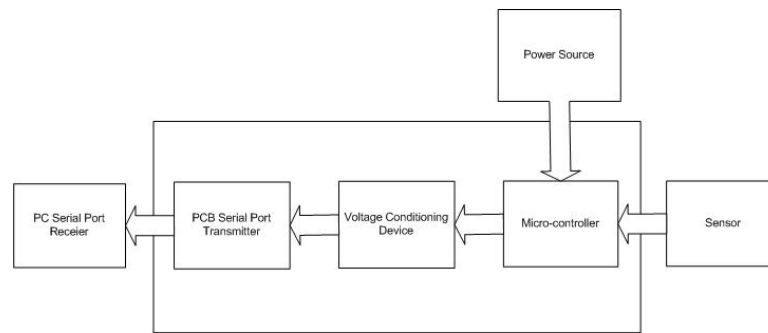 Power Source
PC Serial Port
Receier
PCB Serial Port
Transmitter
Voltage Conditioning
Device
Micro-controller
Sensor